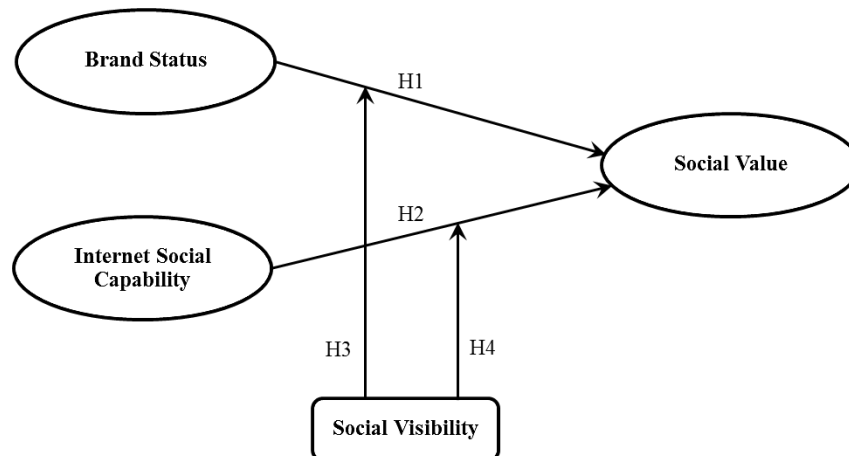 Brand Status
H1
Social Value
H2
Internet Social
Capability
H3
H4
Social Visibility